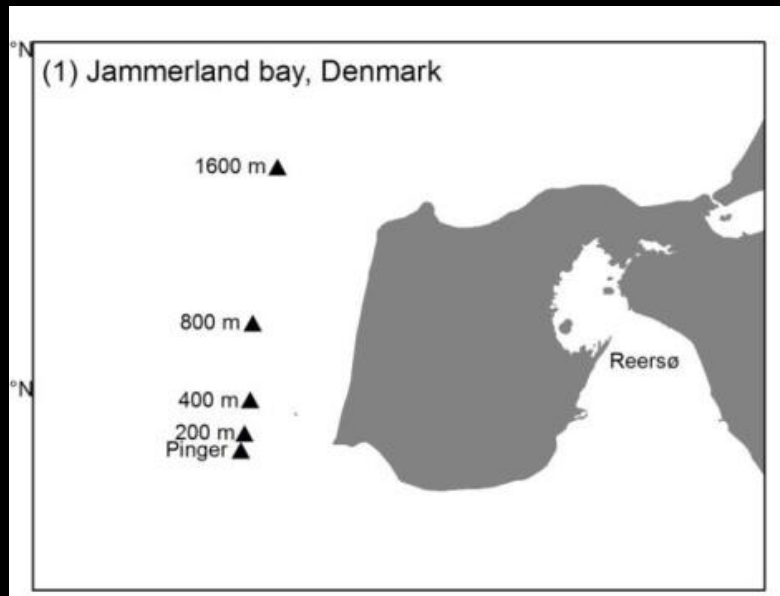 °N
(1) Jammerland bay, Denmark
1600 m
800 m
Reersø
°N
400 m
200 m
Pinger